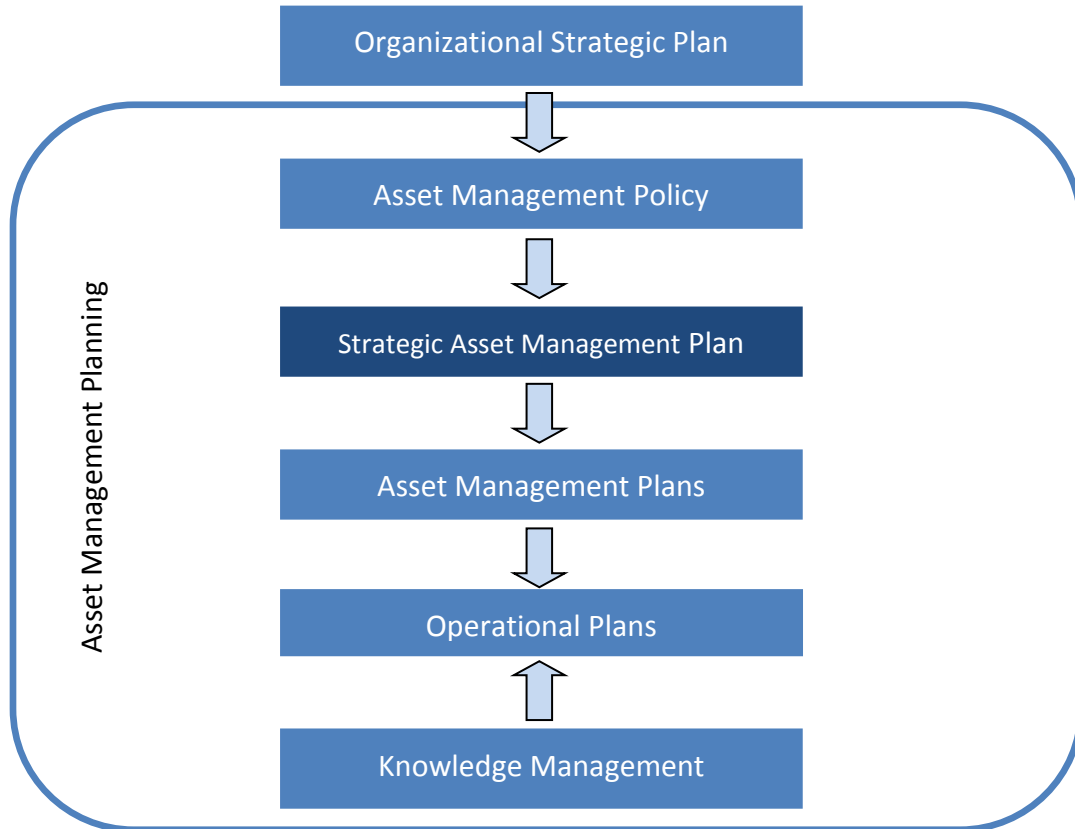 Organizational Strategic Plan
Asset Management Policy
Strategic Asset Management Plan
Asset Management Plans
Operational Plans
Knowledge Management
Asset Management Planning